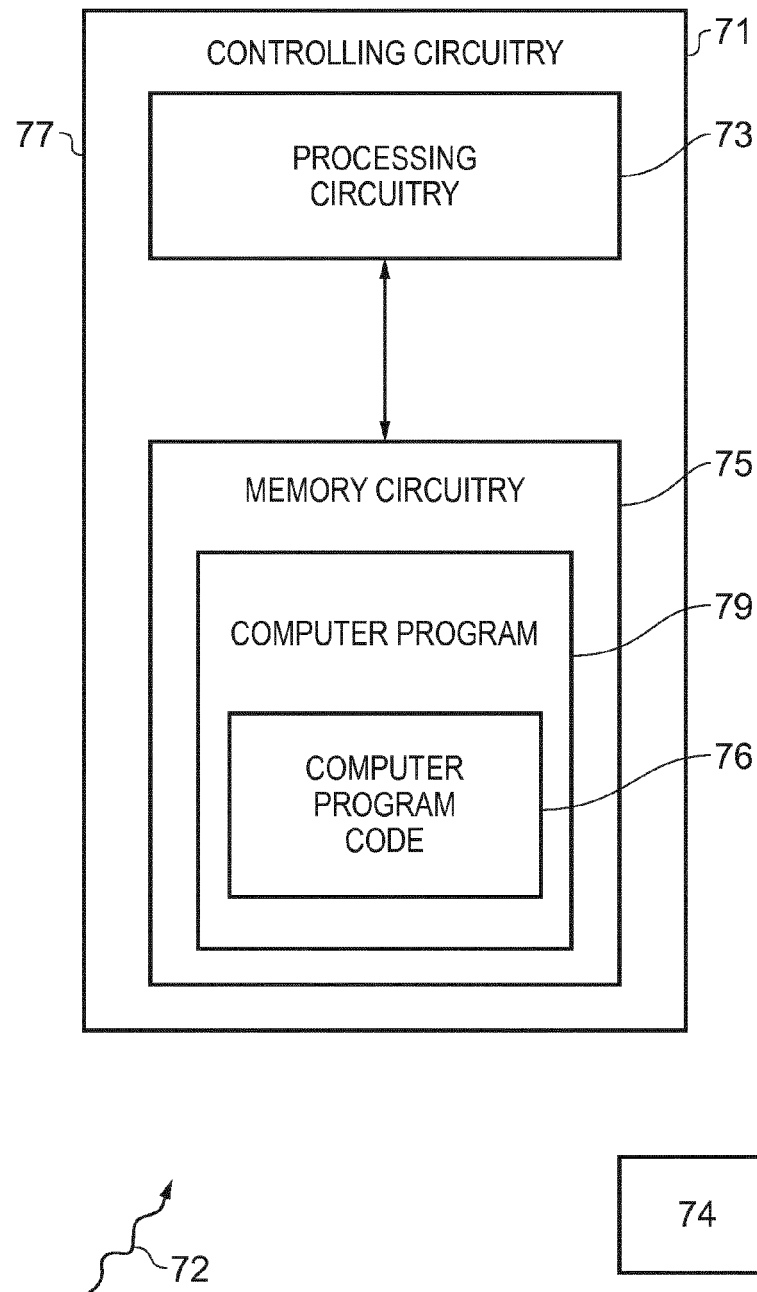 CONTROLLING CIRCUITRY
71
77
PROCESSING
CIRCUITRY
73
MEMORY CIRCUITRY
75
COMPUTER PROGRAM
79
COMPUTER
PROGRAM
CODE
76
72
74